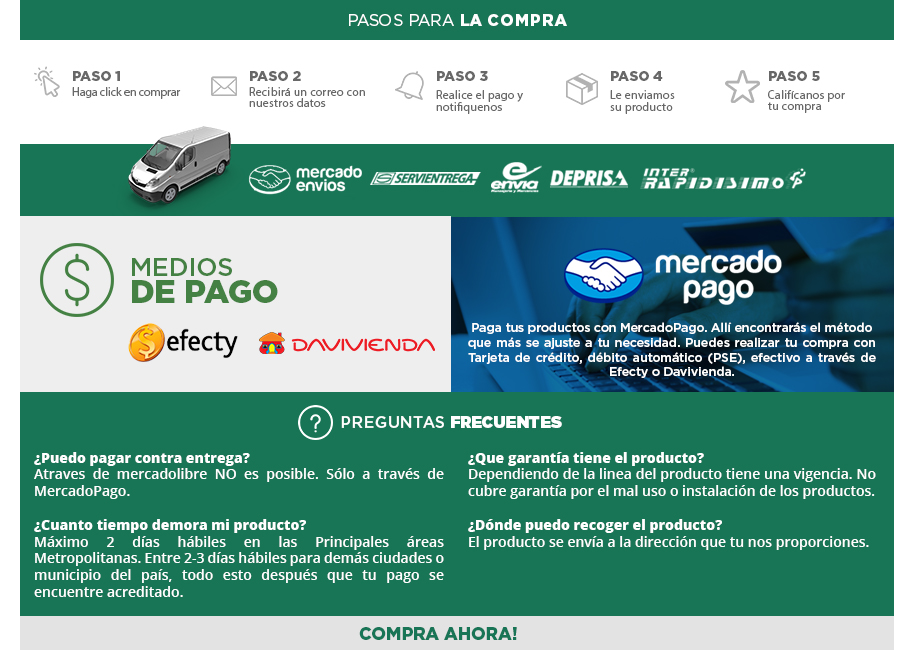 PASOS PARA LA COMPRA
PASO 1
Haga click en comprar
PASO 2
Recibirá un correo con
nuestros datos
PASO 3
Realice el pago y
notifiquenos
PASO 4
Le enviamos
su producto
PASO 5
Califícanos por
tu compra
mercado
envios
SERVIENTREGA
envia
Mensajería y Mercancías
DEPRISA
INTER
RAPIDISIMO
MEDIOS
DE PAGO
efecty
DAVIVIENDA
mercado
pago
Paga tus productos con MercadoPago. Allí encontrarás el método
que más se ajuste a tu necesidad. Puedes realizar tu compra con
Tarjeta de crédito, débito automático (PSE), efectivo a través de
Efecty o Davivienda.
PREGUNTAS FRECUENTES
¿Puedo pagar contra entrega?
Atraves de mercadolibre NO es posible. Sólo a través de
MercadoPago.
¿Cuanto tiempo demora mi producto?
Máximo 2 días hábiles en las Principales áreas
Metropolitanas. Entre 2-3 días hábiles para demás ciudades o
municipio del país, todo esto después que tu pago se
encuentre acreditado.
¿Que garantía tiene el producto?
Dependiendo de la linea del producto tiene una vigencia. No
cubre garantía por el mal uso o instalación de los productos.
¿Dónde puedo recoger el producto?
El producto se envía a la dirección que tu nos proporciones.
COMPRA AHORA!